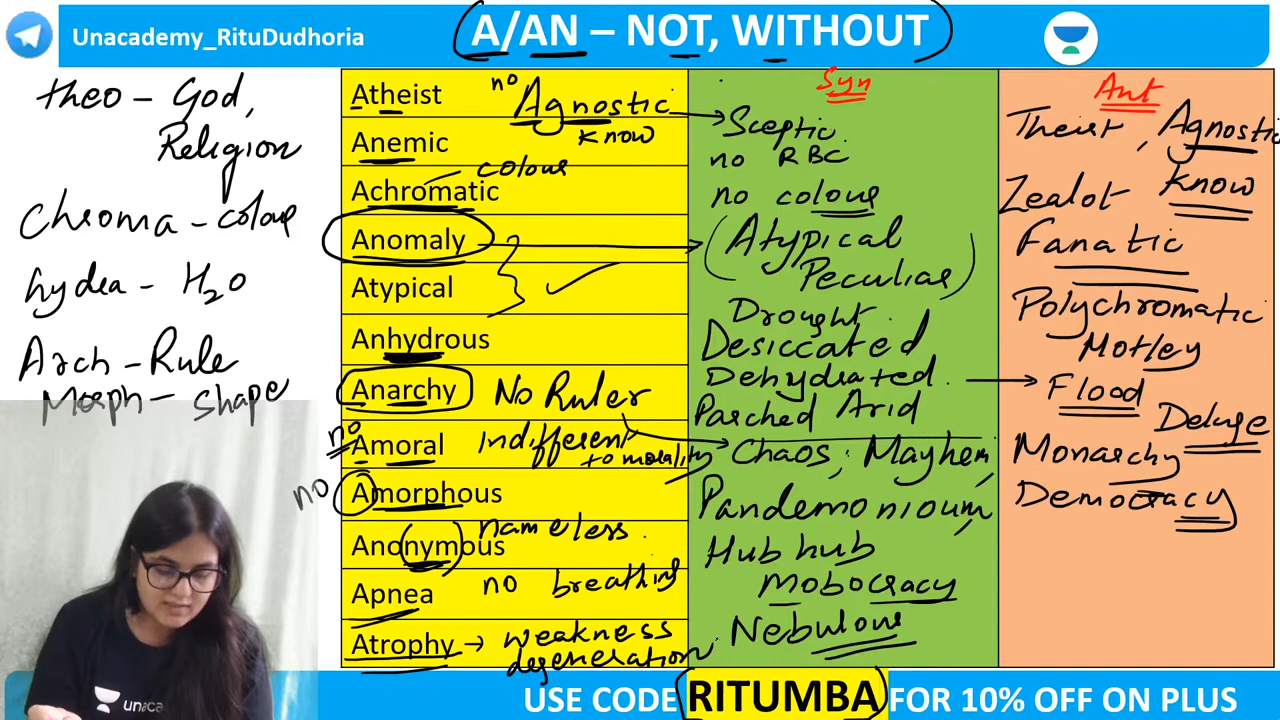 Unacademy_RituDudhoria
A/AN – NOT, WITHOUT
theo - God,
Religion
Chroma - colour
hydra - H2O
Arch - Rule
Morph - Shape
Atheist
no
Agnostic
know
Anemic
Achromatic
colour
Anomaly
Atypical
Anhydrous
Anarchy
No Ruler
no
Amoral
indifferent
to morality
no
Amorphous
Anonymous
nameless
Apnea
no breathing
Atrophy → weakness
degeneration
Syn
Sceptic
no RBC
no colour
(Atypical
Peculiar)
Drought
Desiccated
Dehydrated
Parched Arid
Chaos, Mayhem,
Pandemonium,
Hub hub
Mobocracy
Nebulous
Ant
Theist, Agnostic
know
Zealot
Fanatic
Polychromatic
Motley
Flood
Deluge
Monarchy
Democracy
unaca
USE CODE RITUMBA FOR 10% OFF ON PLUS